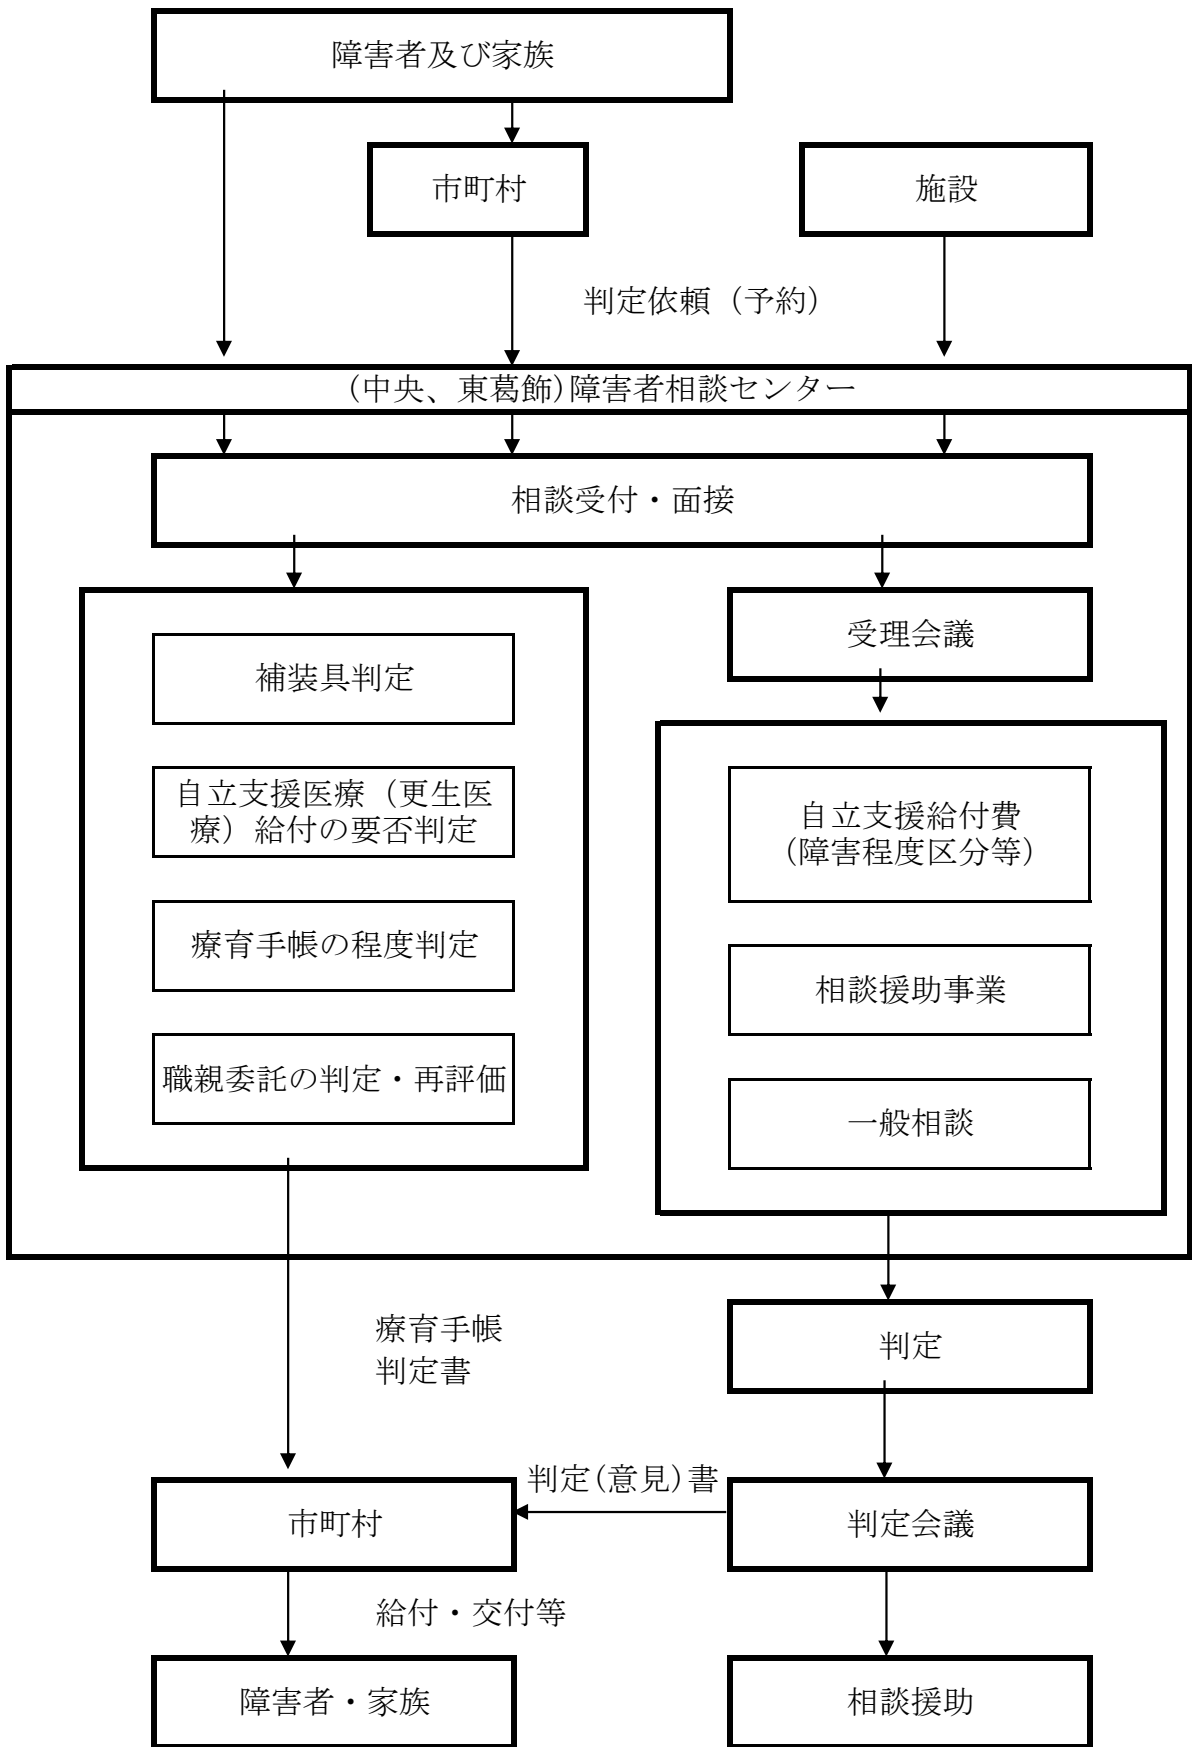 障害者及び家族
市町村
施設
判定依頼（予約）
(中央、東葛飾)障害者相談センター
相談受付・面接
補装具判定
自立支援医療（更生医
療）給付の要否判定
療育手帳の程度判定
職親委託の判定・再評価
受理会議
自立支援給付費
（障害程度区分等）
相談援助事業
一般相談
療育手帳
判定書
判定
市町村
判定(意見)書
判定会議
給付・交付等
障害者・家族
相談援助